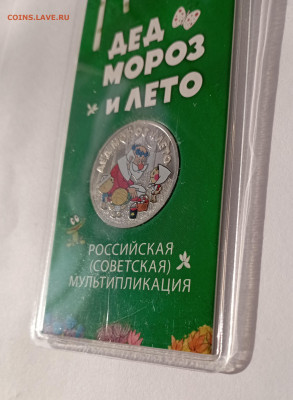 COINS.LAVE.RU
ДЕД
МОРОЗ
И ЛЕТО
РОССИЙСКАЯ
(СОВЕТСКАЯ)
МУЛЬТИПЛИКАЦИЯ